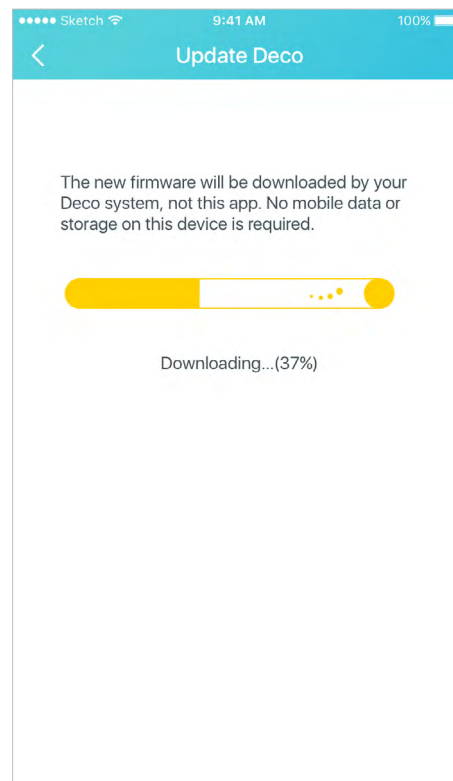 Sketch 9:41 AM 100%
Update Deco
The new firmware will be downloaded by your
Deco system, not this app. No mobile data or
storage on this device is required.
Downloading...(37%)